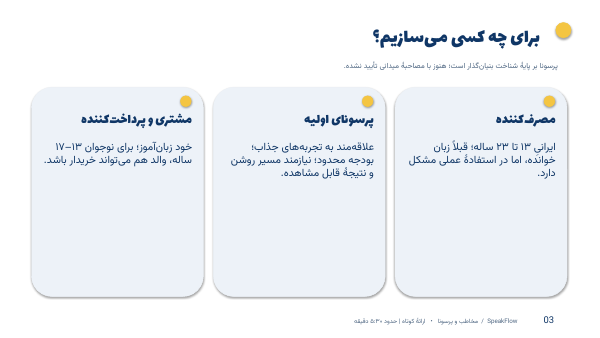 برای چه کسی می‌سازیم؟
پرسونا بر پایهٔ شناخت بنیان‌گذار است؛ هنوز با مصاحبهٔ میدانی تأیید نشده.
مصرف‌کننده
ایرانی ۱۳ تا ۲۳ ساله؛ قبلاً زبان
خوانده، اما در استفادهٔ عملی مشکل
دارد.
پرسونای اولیه
علاقه‌مند به تجربه‌های جذاب؛
بودجه محدود؛ نیازمند مسیر روشن
و نتیجهٔ قابل مشاهده.
مشتری و پرداخت‌کننده
خود زبان‌آموز؛ برای نوجوان ۱۳–۱۷
ساله، والد هم می‌تواند خریدار باشد.
03
SpeakFlow / مخاطب و پرسونا • ارائهٔ کوتاه | حدود ۵:۳۰ دقیقه